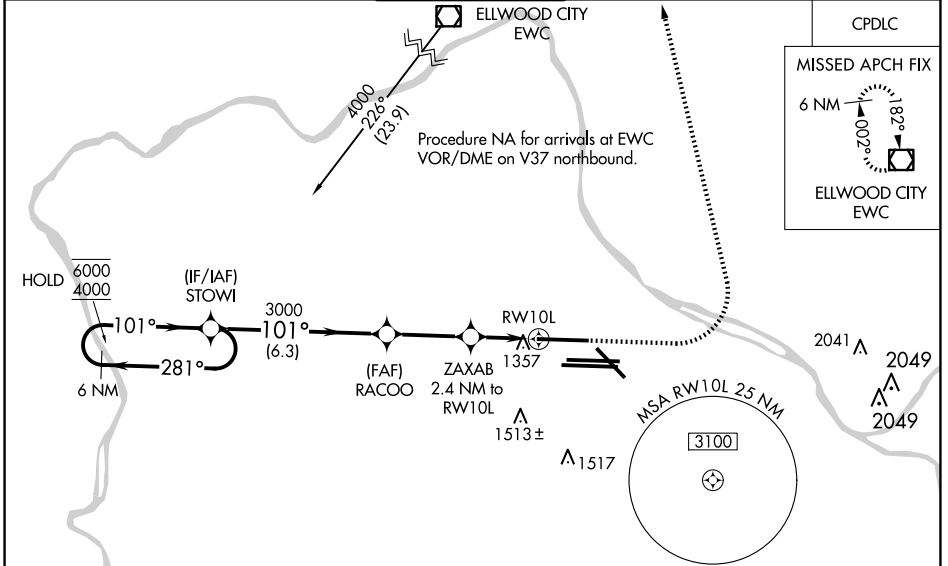 ELLWOOD CITY
EWC
4000
226°
(23.9)
Procedure NA for arrivals at EWC
VOR/DME on V37 northbound.
CPDLC
MISSED APCH FIX
6 NM
182°
002°
ELLWOOD CITY
EWC
HOLD
6000
4000
(IF/IAF)
STOWI
101°
281°
6 NM
3000
101°
(6.3)
(FAF)
RACOO
ZAXAB
2.4 NM to
RW10L
RW10L
1357
1513±
1517
2041
2049
2049
MSA RW10L 25 NM
3100